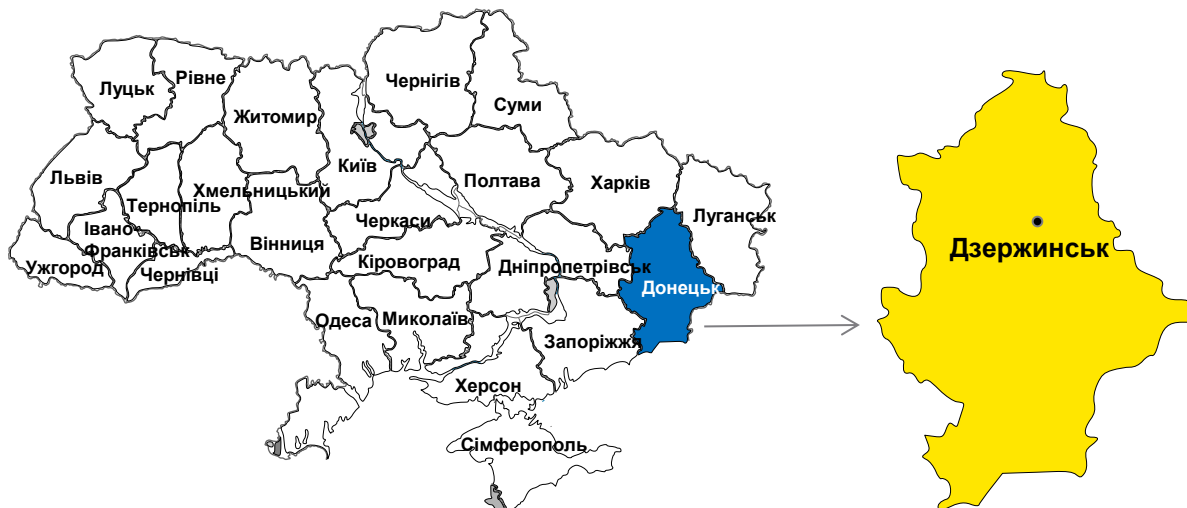 Луцьк
Рівне
Житомир
Чернігів
Суми
Львів
Тернопіль
Хмельницький
Київ
Полтава
Харків
Луганськ
Івано-
Франківськ
Ужгород
Чернівці
Вінниця
Черкаси
Кіровоград
Дніпропетрівськ
Донецьк
Одеса
Миколаїв
Запоріжжя
Херсон
Сімферополь
Дзержинськ